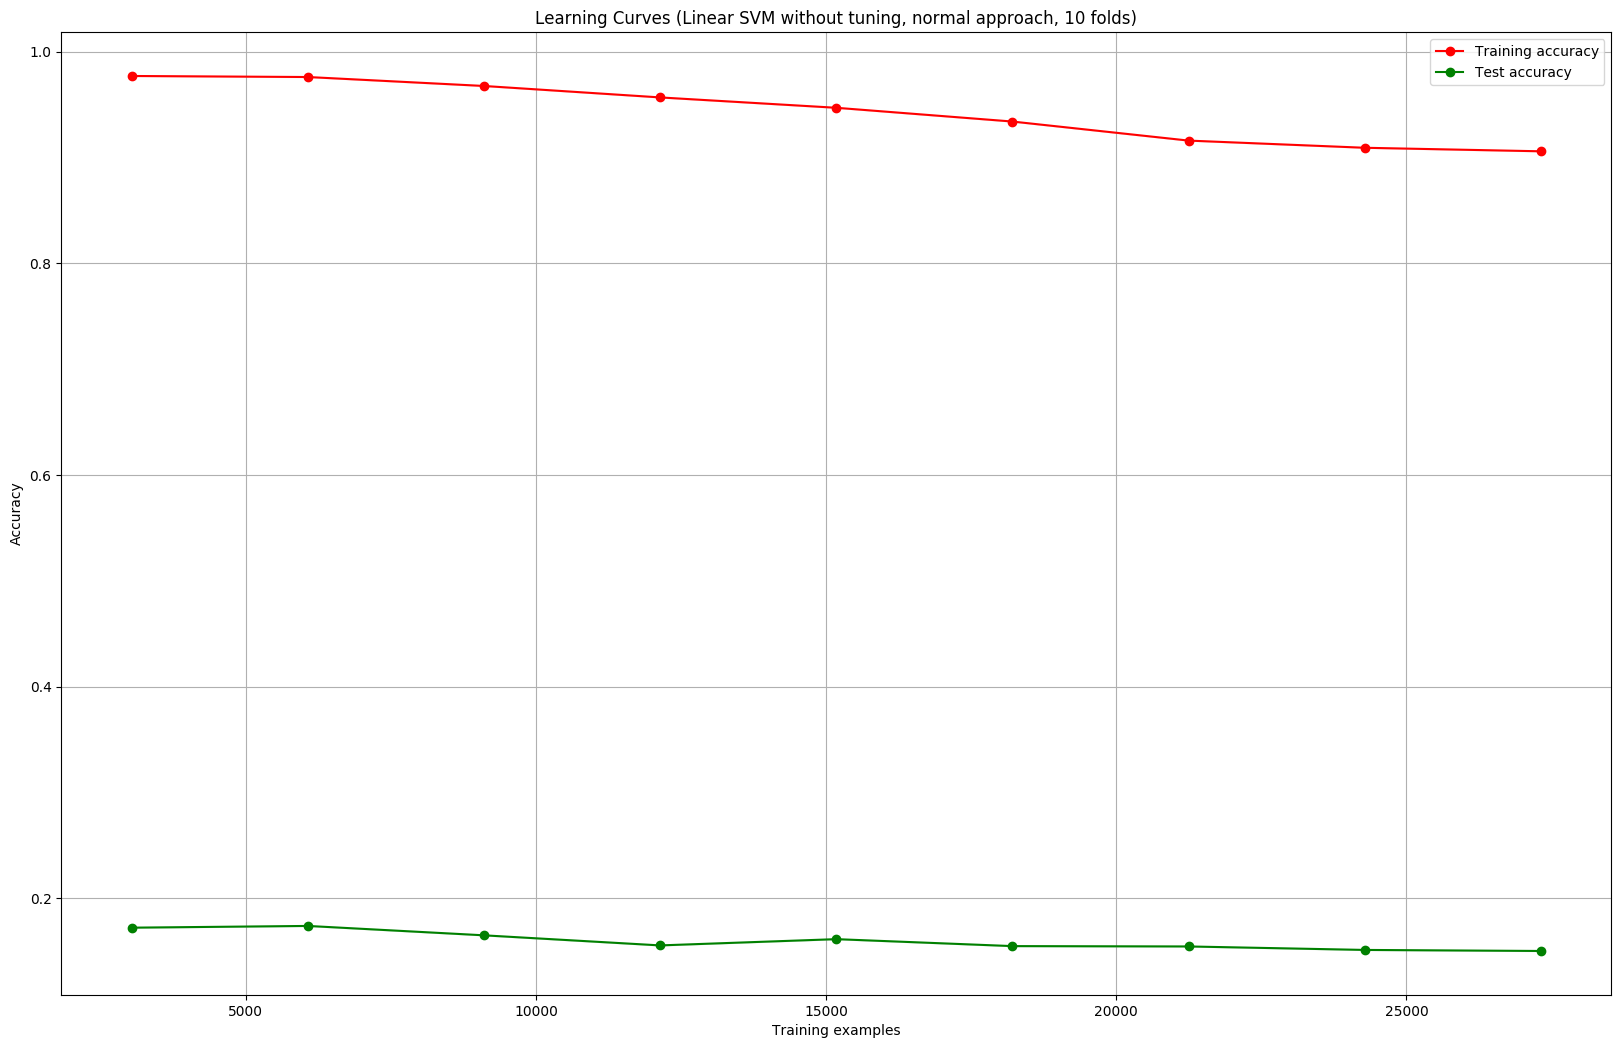 Learning Curves (Linear SVM without tuning, normal approach, 10 folds)
Training accuracy
Test accuracy
Accuracy
1.0
0.8
0.6
0.4
0.2
5000 10000 15000 20000 25000
Training examples